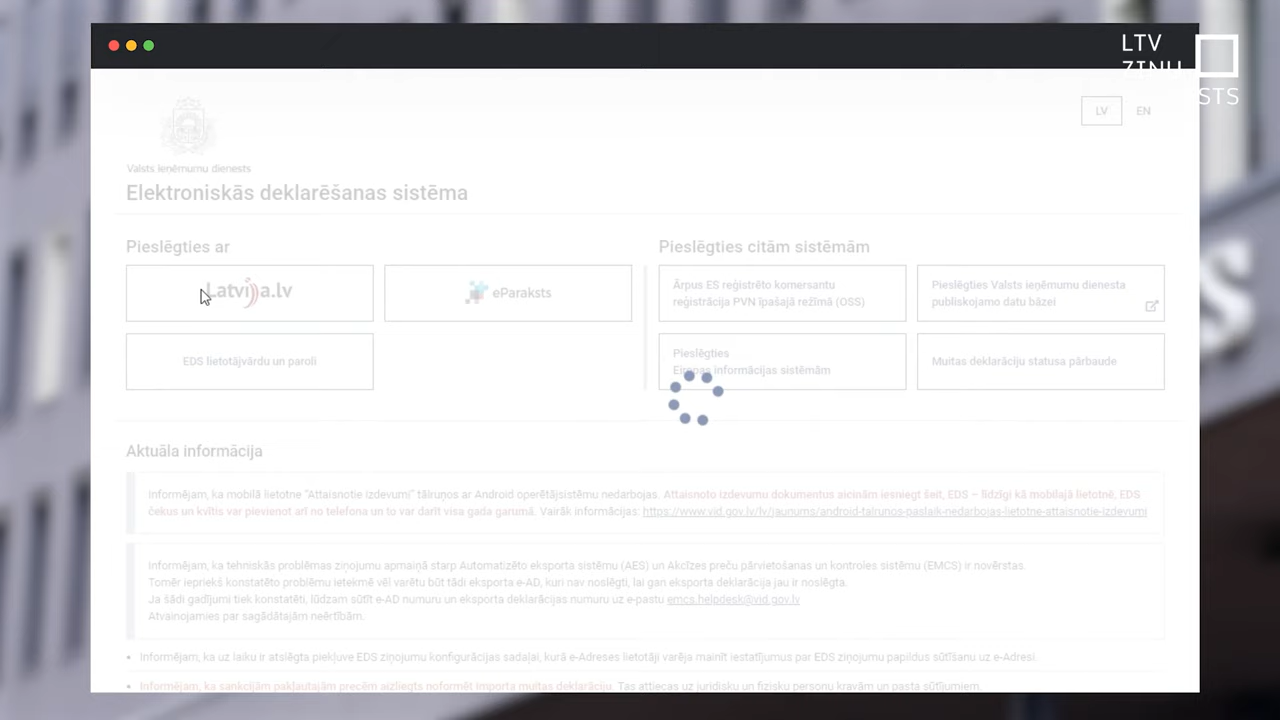 LTV
ZIŅU
STS
LV
EN
Valsts ieņēmumu dienests
Elektroniskās deklarēšanas sistēma
Pieslēgties ar
Latvija.lv
eParaksts
EDS lietotājvārdu un paroli
Pieslēgties citām sistēmām
Ārpus ES reģistrēto komersantu
reģistrācija PVN īpašajā režīmā (OSS)
Pieslēgties Valsts ieņēmumu dienesta
publiskojamo datu bāzei
Pieslēgties
Eiropas informācijas sistēmām
Muitas deklarāciju statusa pārbaude
Aktuāla informācija
Informējam, ka mobilā lietotne "Attaisnotie izdevumi" tālruņos ar Android operētājsistēmu nedarbojas. Attaisnoto izdevumu dokumentus aicinām iesniegt šeit, EDS – līdzīgi kā mobilajā lietotnē, EDS
čekus un kvītis var pievienot arī no telefona un to var darīt visa gada garumā. Vairāk informācijas: https://www.vid.gov.lv/lv/jaunums/android-talrunos-paslaik-nedarbojas-lietotne-attaisnotie-izdevumi
Informējam, ka tehniskās problēmas ziņojumu apmaiņā starp Automatizēto eksporta sistēmu (AES) un Akcīzes preču pārvietošanas un kontroles sistēmu (EMCS) ir novērstas.
Tomēr iepriekš konstatēto problēmu ietekmē vēl varētu būt tādi eksporta e-AD, kuri nav noslēgti, lai gan eksporta deklarācija jau ir noslēgta.
Ja šādi gadījumi tiek konstatēti, lūdzam sūtīt e-AD numuru un eksporta deklarācijas numuru uz e-pastu emcs.helpdesk@vid.gov.lv
Atvainojamies par sagādātajām neērtībām.
• Informējam, ka uz laiku ir atslēgta piekļuve EDS ziņojumu konfigurācijas sadaļai, kurā e-Adreses lietotāji varēja mainīt iestatījumus par EDS ziņojumu papildus sūtīšanu uz e-Adresi.
• Informējam, ka sankcijām pakļautajām precēm aizliegts noformēt importa muitas deklarāciju. Tas attiecas uz juridisku un fizisku personu kravām un pasta sūtījumiem.